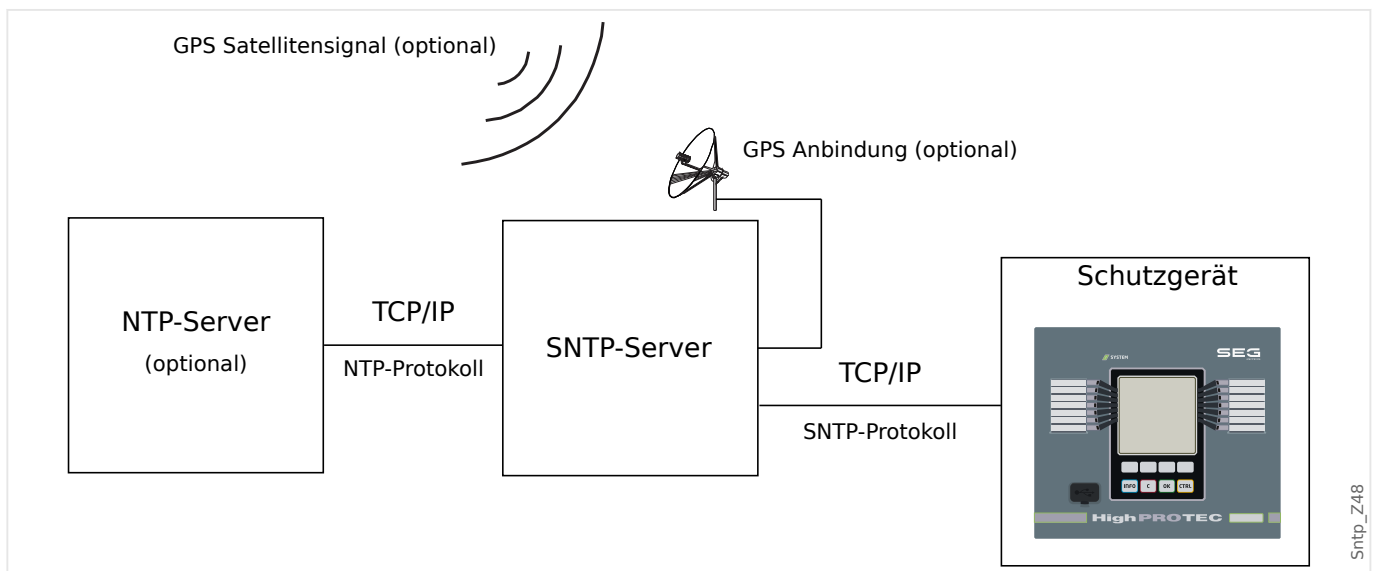 GPS Satellitensignal (optional)
GPS Anbindung (optional)
NTP-Server
(optional)
TCP/IP
NTP-Protokoll
SNTP-Server
TCP/IP
SNTP-Protokoll
Schutzgerät
SYSTEM
SEG
INFO
C
OK
CTRL
HighPROTEC
Sntp_Z48